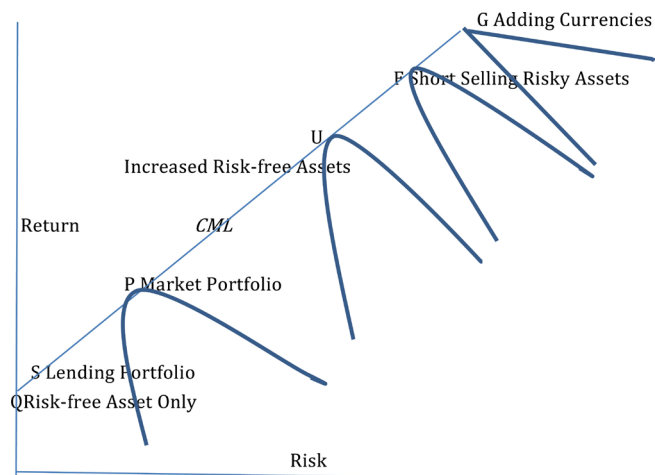 G Adding Currencies
F Short Selling Risky Assets
U
Increased Risk-free Assets
Return
CML
P Market Portfolio
S Lending Portfolio
QRisk-free Asset Only
Risk